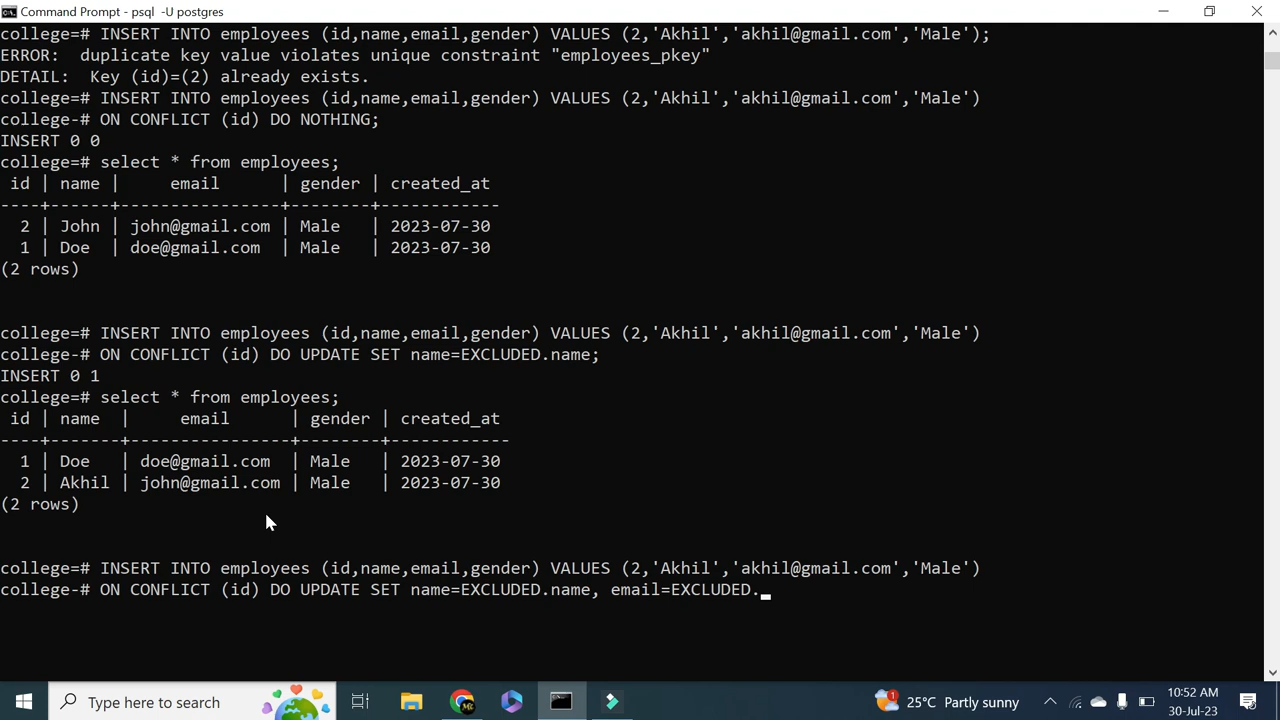 Command Prompt - psql -U postgres
college=# INSERT INTO employees (id,name,email,gender) VALUES (2,'Akhil','akhil@gmail.com','Male');
ERROR:  duplicate key value violates unique constraint "employees_pkey"
DETAIL:  Key (id)=(2) already exists.
college=# INSERT INTO employees (id,name,email,gender) VALUES (2,'Akhil','akhil@gmail.com','Male')
college-# ON CONFLICT (id) DO NOTHING;
INSERT 0 0
college=# select * from employees;
 id | name |     email      | gender | created_at
----+------+----------------+--------+------------
  2 | John | john@gmail.com | Male   | 2023-07-30
  1 | Doe  | doe@gmail.com  | Male   | 2023-07-30
(2 rows)
college=# INSERT INTO employees (id,name,email,gender) VALUES (2,'Akhil','akhil@gmail.com','Male')
college-# ON CONFLICT (id) DO UPDATE SET name=EXCLUDED.name;
INSERT 0 1
college=# select * from employees;
 id | name  |     email      | gender | created_at
----+-------+----------------+--------+------------
  1 | Doe   | doe@gmail.com  | Male   | 2023-07-30
  2 | Akhil | john@gmail.com | Male   | 2023-07-30
(2 rows)
college=# INSERT INTO employees (id,name,email,gender) VALUES (2,'Akhil','akhil@gmail.com','Male')
college-# ON CONFLICT (id) DO UPDATE SET name=EXCLUDED.name, email=EXCLUDED.
Type here to search
1
25°C Partly sunny
10:52 AM
30-Jul-23